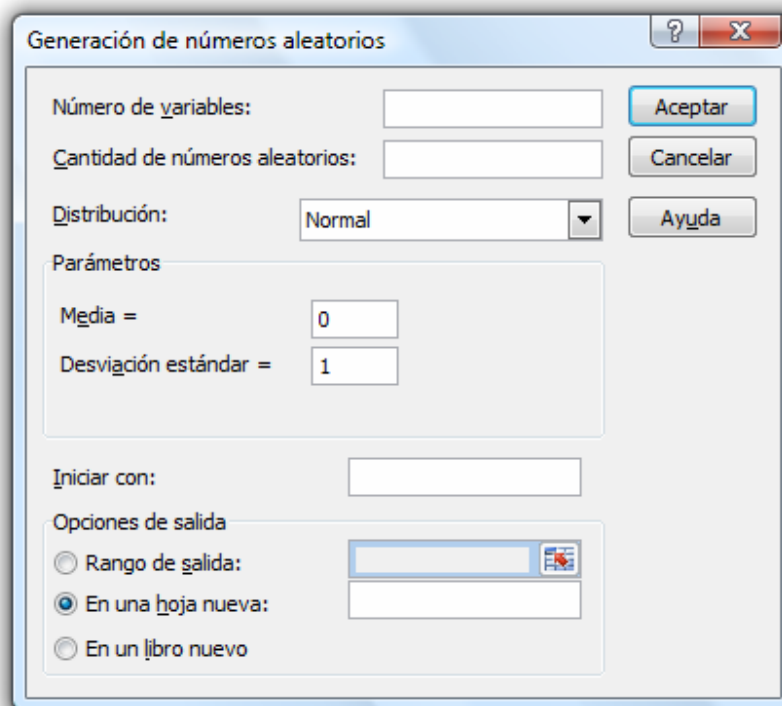 Generación de números aleatorios
Número de variables:
Aceptar
Cantidad de números aleatorios:
Cancelar
Distribución:
Normal
Ayuda
Parámetros
Media =
0
Desviación estándar =
1
Iniciar con:
Opciones de salida
Rango de salida:
En una hoja nueva:
En un libro nuevo